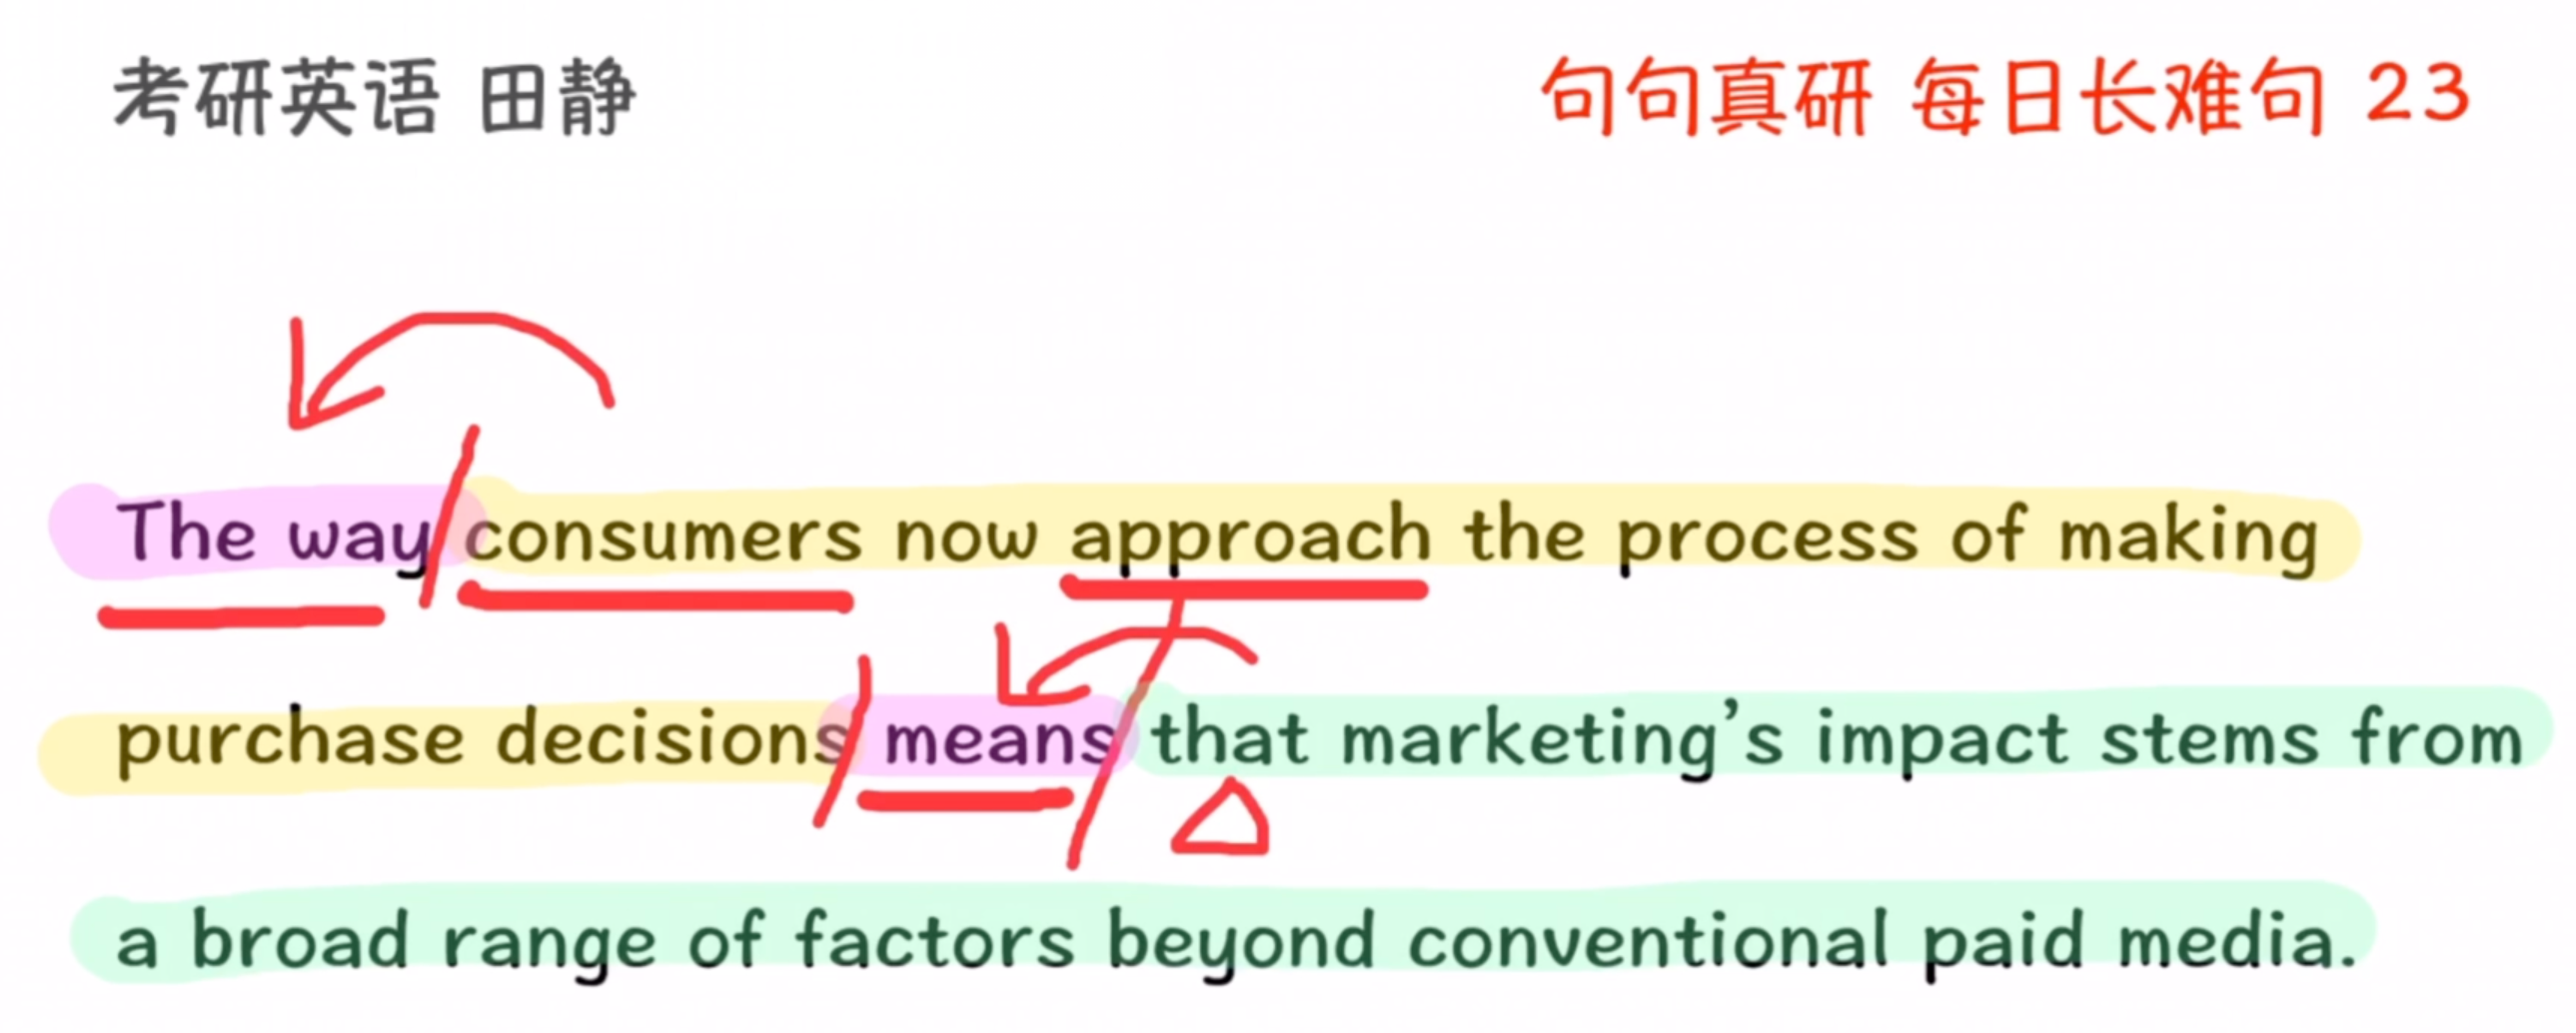 考研英语 田静
句句真研 每日长难句 23
The way consumers now approach the process of making
purchase decisions means that marketing’s impact stems from
a broad range of factors beyond conventional paid media.